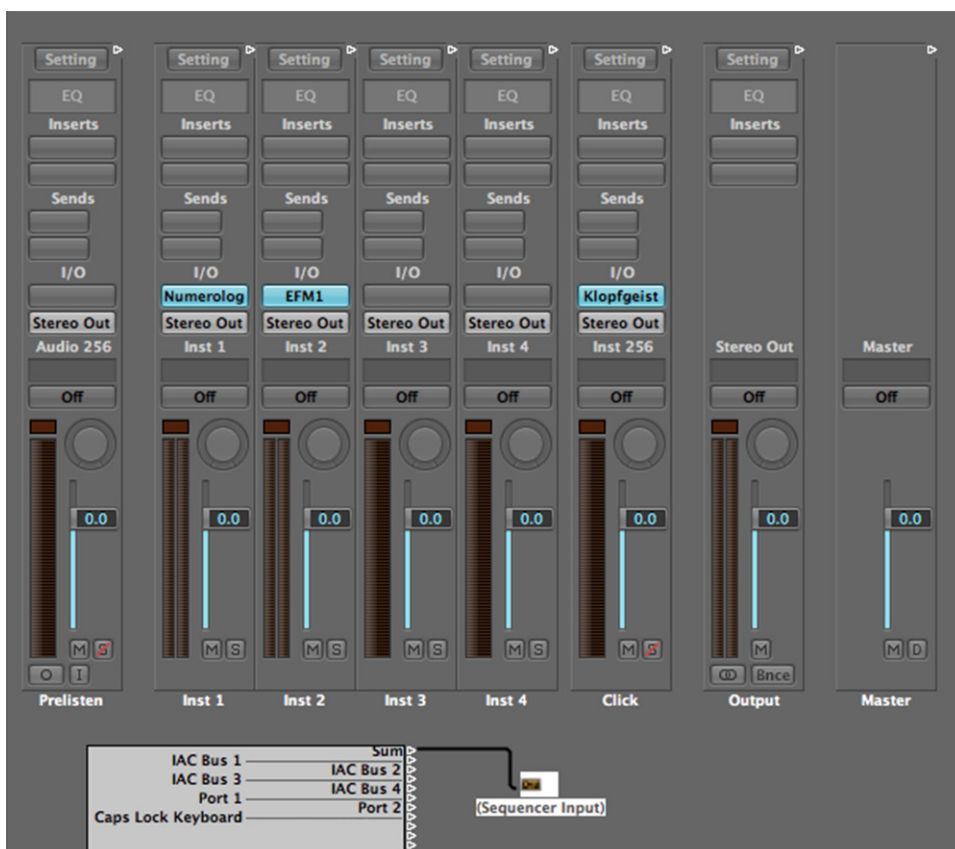 Setting Setting Setting Setting Setting Setting Setting
EQ EQ EQ EQ EQ EQ EQ
Inserts Inserts Inserts Inserts Inserts Inserts Inserts
Sends Sends Sends Sends Sends Sends
I/O I/O I/O I/O I/O I/O
Numerolog EFM1 Klopfgeist
Stereo Out Stereo Out Stereo Out Stereo Out Stereo Out Stereo Out
Audio 256 Inst 1 Inst 2 Inst 3 Inst 4 Inst 256 Stereo Out Master
Off Off Off Off Off Off Off Off
0.0 0.0 0.0 0.0 0.0 0.0 0.0 0.0
M S M S M S M S M S M S M M D
O I Bnce
Prelisten Inst 1 Inst 2 Inst 3 Inst 4 Click Output Master
Sum
IAC Bus 1
IAC Bus 2
IAC Bus 3
IAC Bus 4
Port 1
Port 2
Caps Lock Keyboard
(Sequencer Input)